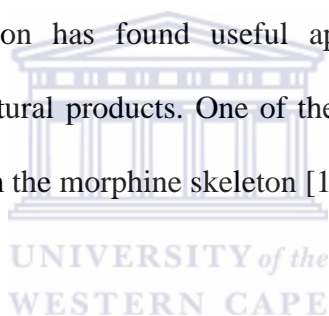 on has found useful ap
tural products. One of the
n the morphine skeleton [1
UNIVERSITY of the
WESTERN CAPE